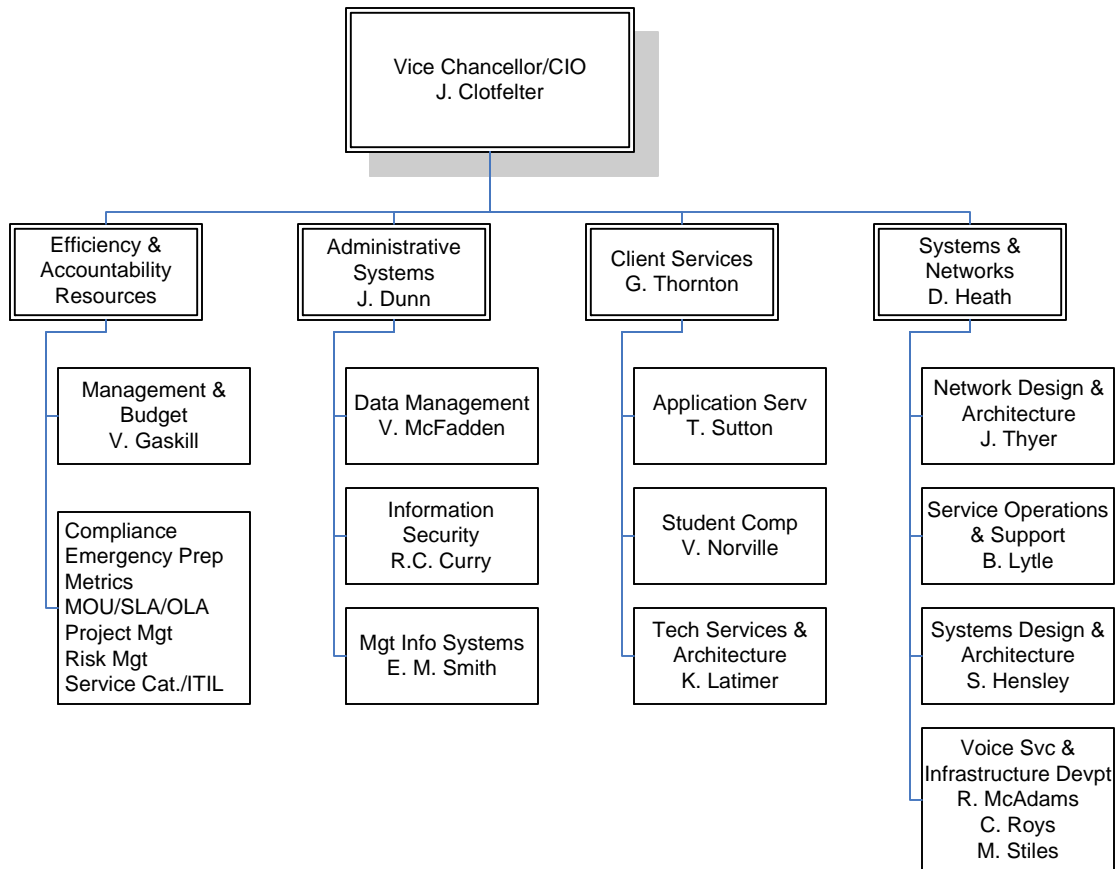 Vice Chancellor/CIO
J. Clotfelter
Efficiency &
Accountability
Resources
Administrative
Systems
J. Dunn
Client Services
G. Thornton
Systems &
Networks
D. Heath
Management &
Budget
V. Gaskill
Compliance
Emergency Prep
Metrics
MOU/SLA/OLA
Project Mgt
Risk Mgt
Service Cat./ITIL
Data Management
V. McFadden
Information
Security
R.C. Curry
Mgt Info Systems
E. M. Smith
Application Serv
T. Sutton
Student Comp
V. Norville
Tech Services &
Architecture
K. Latimer
Network Design &
Architecture
J. Thyer
Service Operations
& Support
B. Lytle
Systems Design &
Architecture
S. Hensley
Voice Svc &
Infrastructure Devpt
R. McAdams
C. Roys
M. Stiles